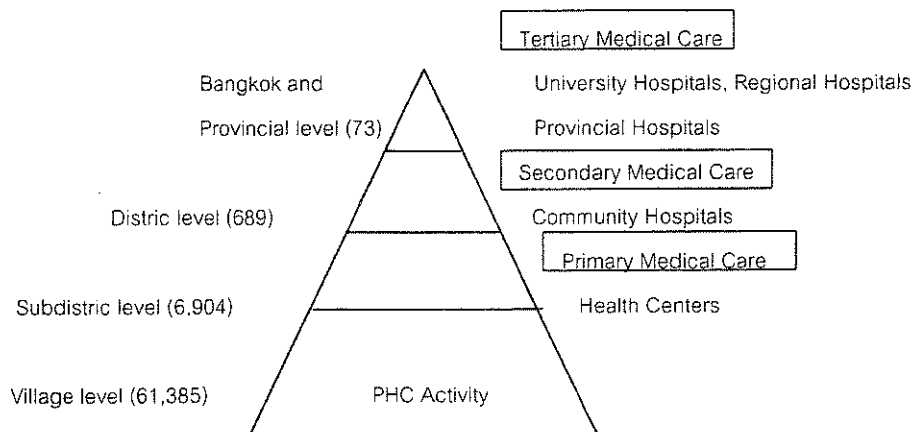 Tertiary Medical Care
Bangkok and
University Hospitals, Regional Hospitals
Provincial level (73)
Provincial Hospitals
Secondary Medical Care
Distric level (689)
Community Hospitals
Primary Medical Care
Subdistric level (6,904)
Health Centers
Village level (61,385)
PHC Activity